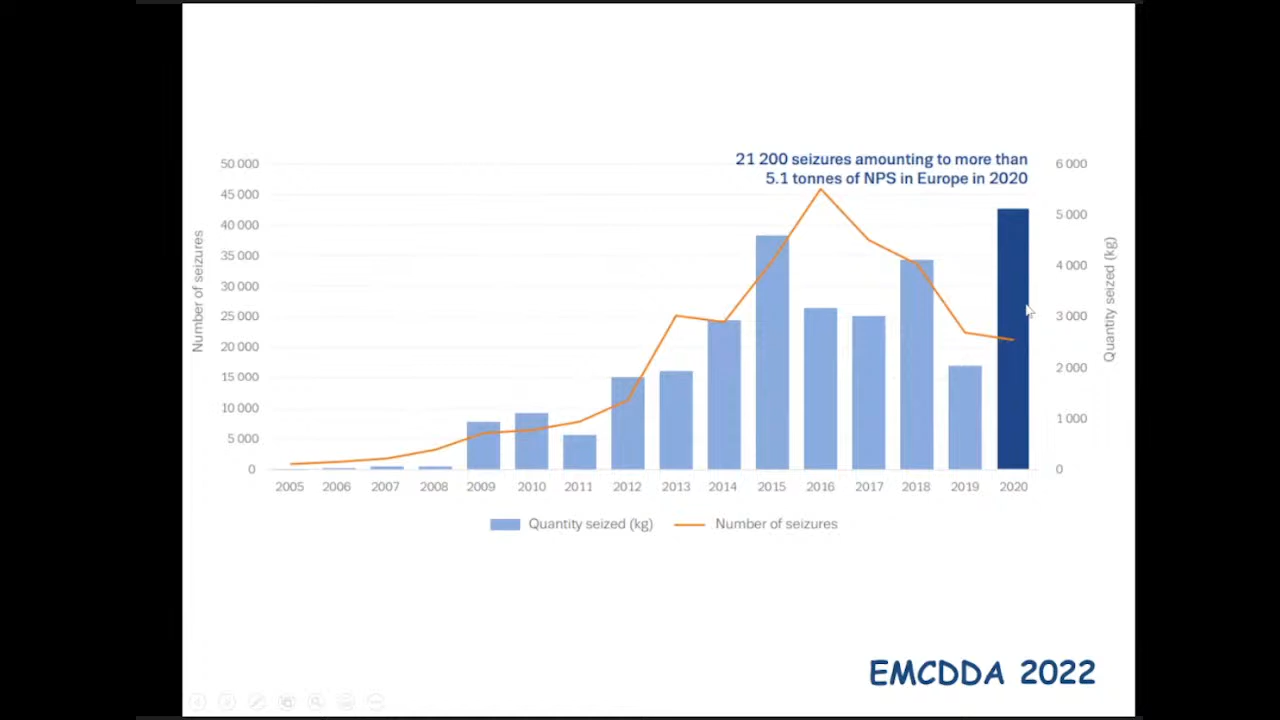 21 200 seizures amounting to more than
5.1 tonnes of NPS in Europe in 2020
Number of seizures
50 000
45 000
40 000
35 000
30 000
25 000
20 000
15 000
10 000
5 000
0
6 000
5 000
4 000
3 000
2 000
1 000
0
Quantity seized (kg)
2005 2006 2007 2008 2009 2010 2011 2012 2013 2014 2015 2016 2017 2018 2019 2020
Quantity seized (kg) Number of seizures
EMCDDA 2022